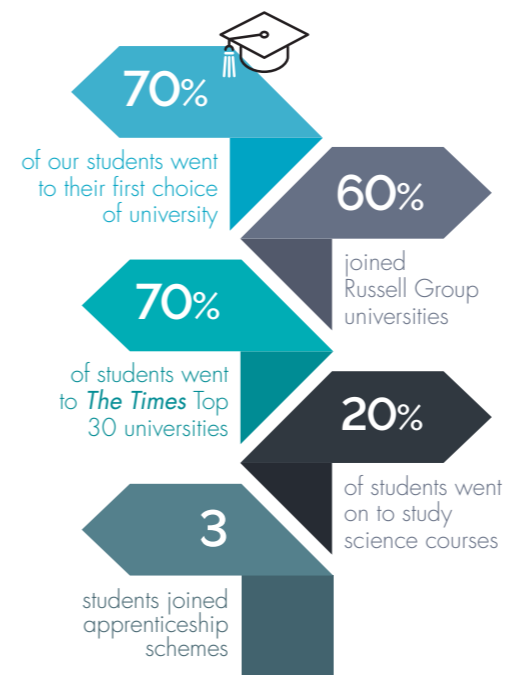 70%
of our students went
to their first choice
of university
60%
joined
Russell Group
universities
70%
of students went
to The Times Top
30 universities
20%
of students went
on to study
science courses
3
students joined
apprenticeship
schemes